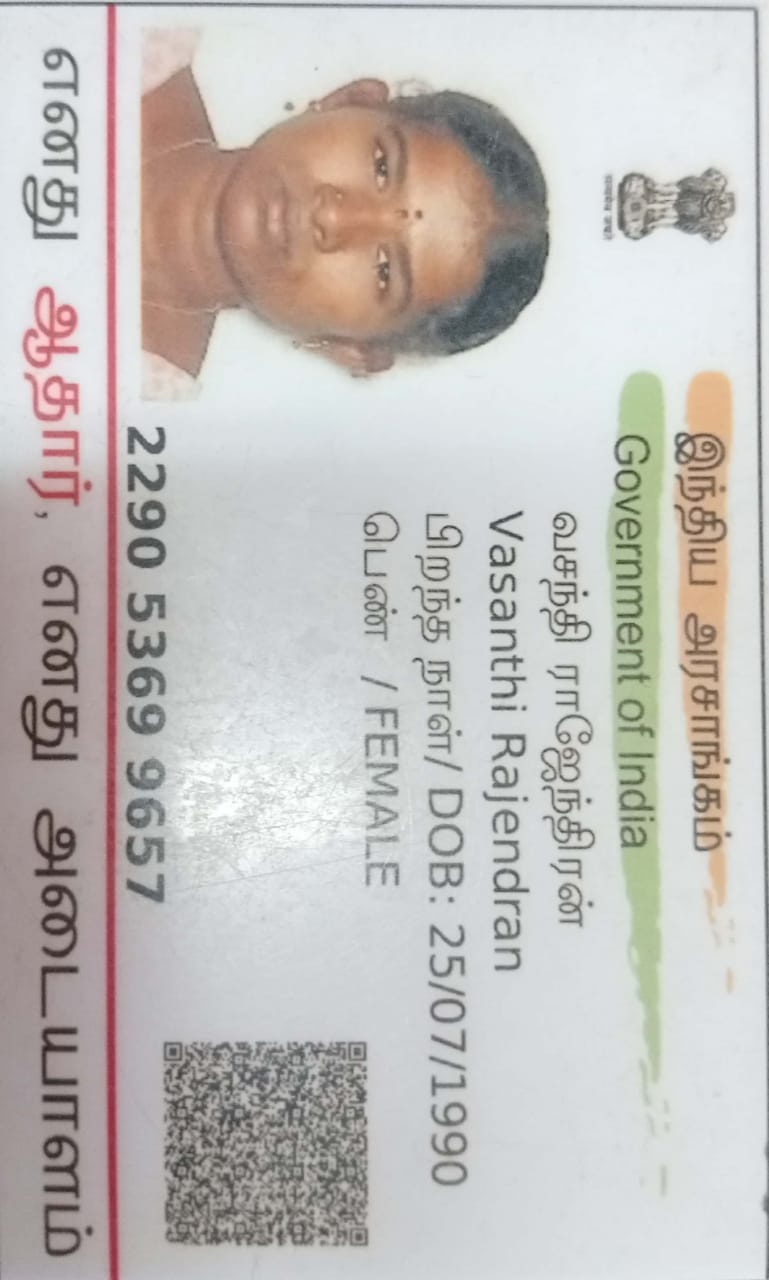 இந்திய அரசாங்கம்
Government of India
வசந்தி ராஜேந்திரன்
Vasanthi Rajendran
பிறந்த நாள்/ DOB: 25/07/1990
பெண் / FEMALE
2290 5369 9657
எனது ஆதார், எனது அடையாளம்